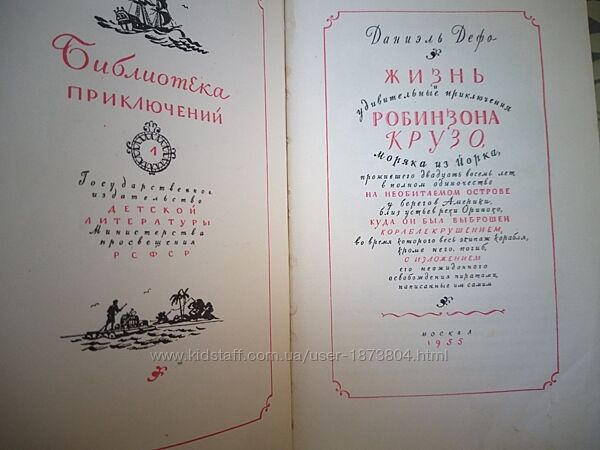 Библиотека
ПРИКЛЮЧЕНИЙ
1
Государственное
издательство
ДЕТСКОЙ
ЛИТЕРАТУРЫ
Министерства
просвещения
РСФСР
Даниэль Дефо
ЖИЗНЬ
и
удивительные приключения
РОБИНЗОНА
КРУЗО,
моряка из Йорка,
прожившего двадцать восемь лет
в полном одиночестве
НА НЕОБИТАЕМОМ ОСТРОВЕ
у берегов Америки,
близ устьев реки Ориноко,
КУДА ОН БЫЛ ВЫБРОШЕН
КОРАБЛЕКРУШЕНИЕМ,
во время которого весь экипаж корабля,
кроме него, погиб,
С ИЗЛОЖЕНИЕМ
его неожиданного
освобождения пиратами,
написанные им самим
МОСКВА
1955
www.kidstaff.com.ua/user-1873804.html